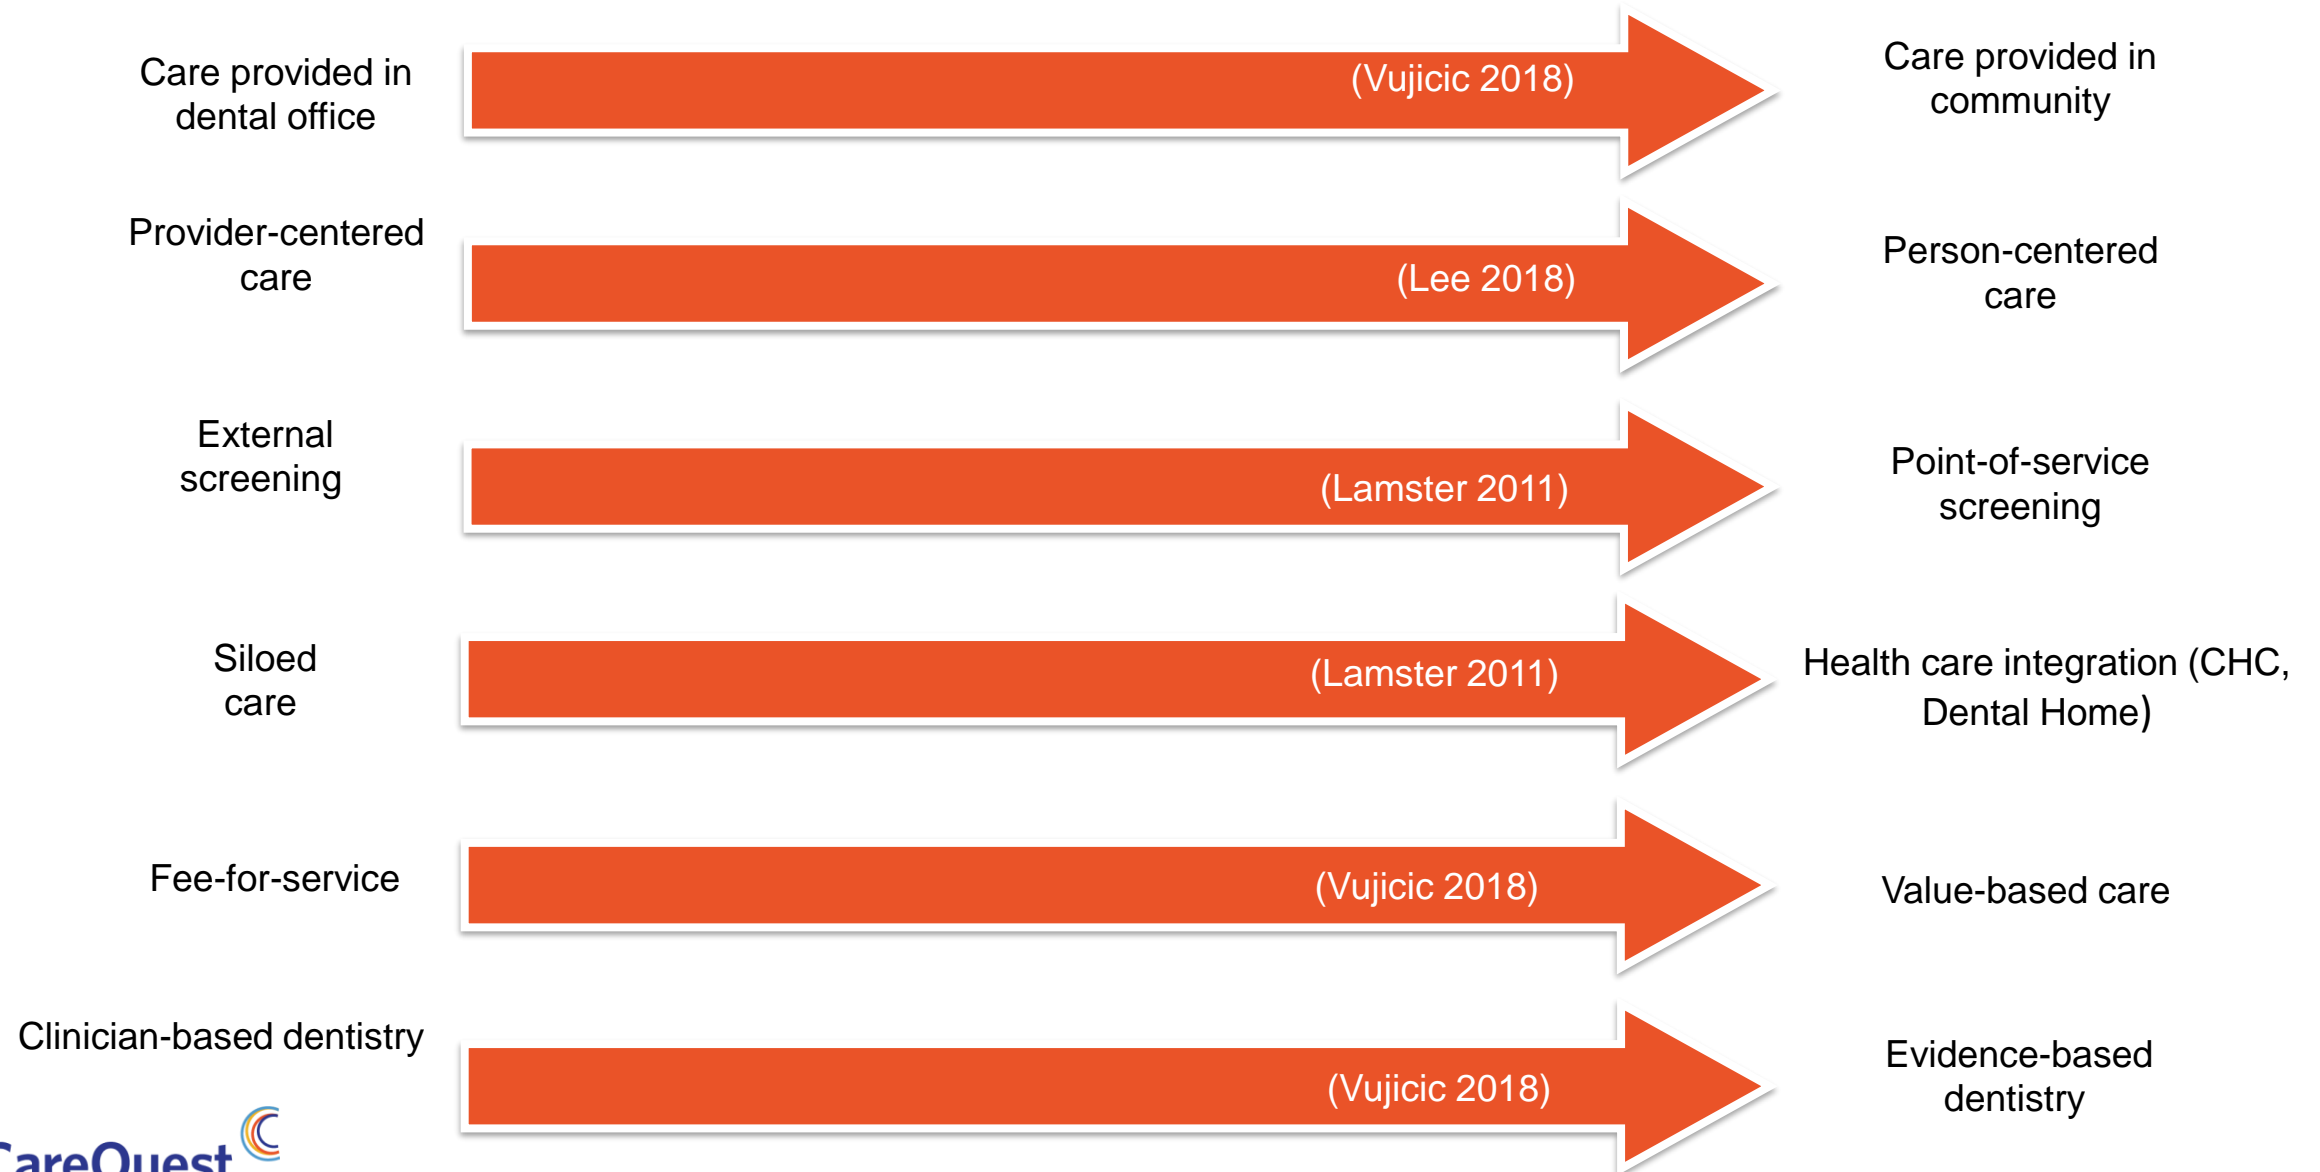 Care provided in
dental office
(Vujicic 2018)
Care provided in
community
Provider-centered
care
(Lee 2018)
Person-centered
care
External
screening
(Lamster 2011)
Point-of-service
screening
Siloed
care
(Lamster 2011)
Health care integration (CHC,
Dental Home)
Fee-for-service
(Vujicic 2018)
Value-based care
Clinician-based dentistry
(Vujicic 2018)
Evidence-based
dentistry
CareQuest